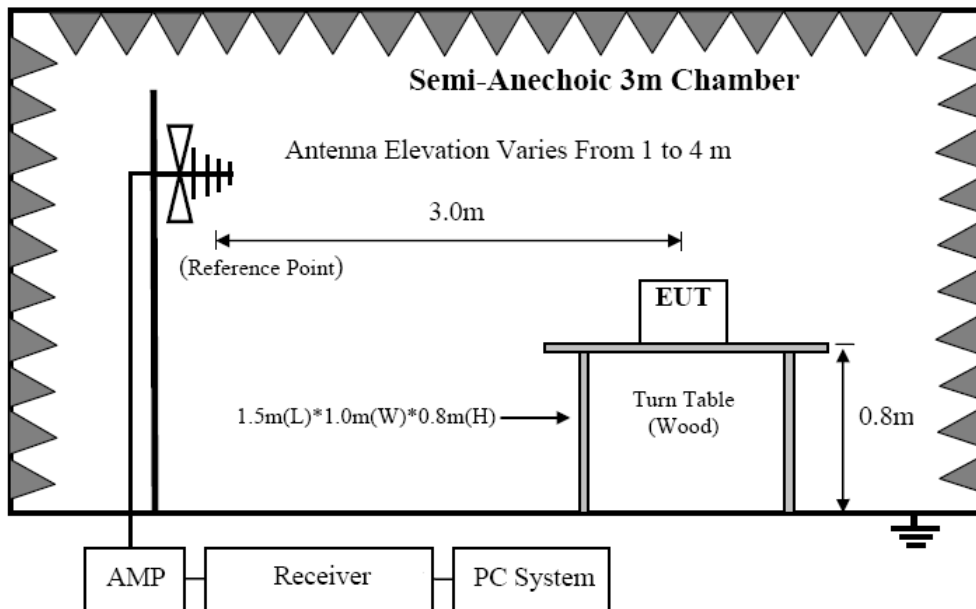 Semi-Anechoic 3m Chamber
Antenna Elevation Varies From 1 to 4 m
3.0m
(Reference Point)
EUT
1.5m(L)*1.0m(W)*0.8m(H)
Turn Table
(Wood)
0.8m
AMP
Receiver
PC System